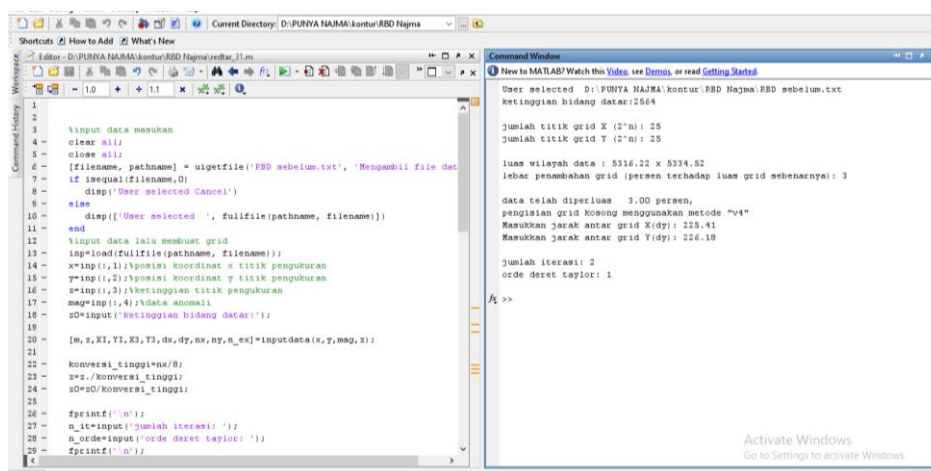 Current Directory: D:\PUNYA NAJMA\kontur\RBD Najma
Shortcuts How to Add What's New
Editor - D:\PUNYA NAJMA\kontur\RBD Najma\redtar_31.m
- 1.0 + ÷ 1.1 ×
1
2
3 %input data masukan
4 - clear all;
5 - close all;
6 - [filename, pathname] = uigetfile('RBD sebelum.txt', 'Mengambil file dat
7 - if isequal(filename,0)
8 - disp('User selected Cancel')
9 - else
10 - disp(['User selected ', fullfile(pathname, filename)])
11 - end
12 %input data lalu membuat grid
13 - inp=load(fullfile(pathname, filename));
14 - x=inp(:,1);%posisi koordinat x titik pengukuran
15 - y=inp(:,2);%posisi koordinat y titik pengukuran
16 - z=inp(:,3);%ketinggian titik pengukuran
17 - mag=inp(:,4);%data anomali
18 - z0=input('ketinggian bidang datar:');
19
20 - [m,z,XI,YI,X3,Y3,dx,dy,nx,ny,n_ex]=inputdata(x,y,mag,z);
21
22 - konversi_tinggi=nx/8;
23 - z=z./konversi_tinggi;
24 - z0=z0/konversi_tinggi;
25
26 - fprintf('\n');
27 - n_it=input('jumlah iterasi: ');
28 - n_orde=input('orde deret taylor: ');
29 - fprintf('\n');
Workspace
Command History
Command Window
New to MATLAB? Watch this Video, see Demos, or read Getting Started.
User selected D:\PUNYA NAJMA\kontur\RBD Najma\RBD sebelum.txt
ketinggian bidang datar:2564
jumlah titik grid X (2^n): 25
jumlah titik grid Y (2^n): 25
luas wilayah data : 5316.22 x 5334.52
lebar penambahan grid (persen terhadap luas grid sebenarnya): 3
data telah diperluas 3.00 persen,
pengisian grid kosong menggunakan metode "v4"
Masukkan jarak antar grid X(dy): 225.41
Masukkan jarak antar grid Y(dy): 226.18
jumlah iterasi: 2
orde deret taylor: 1
fx >>
Activate Windows
Go to Settings to activate Windows.